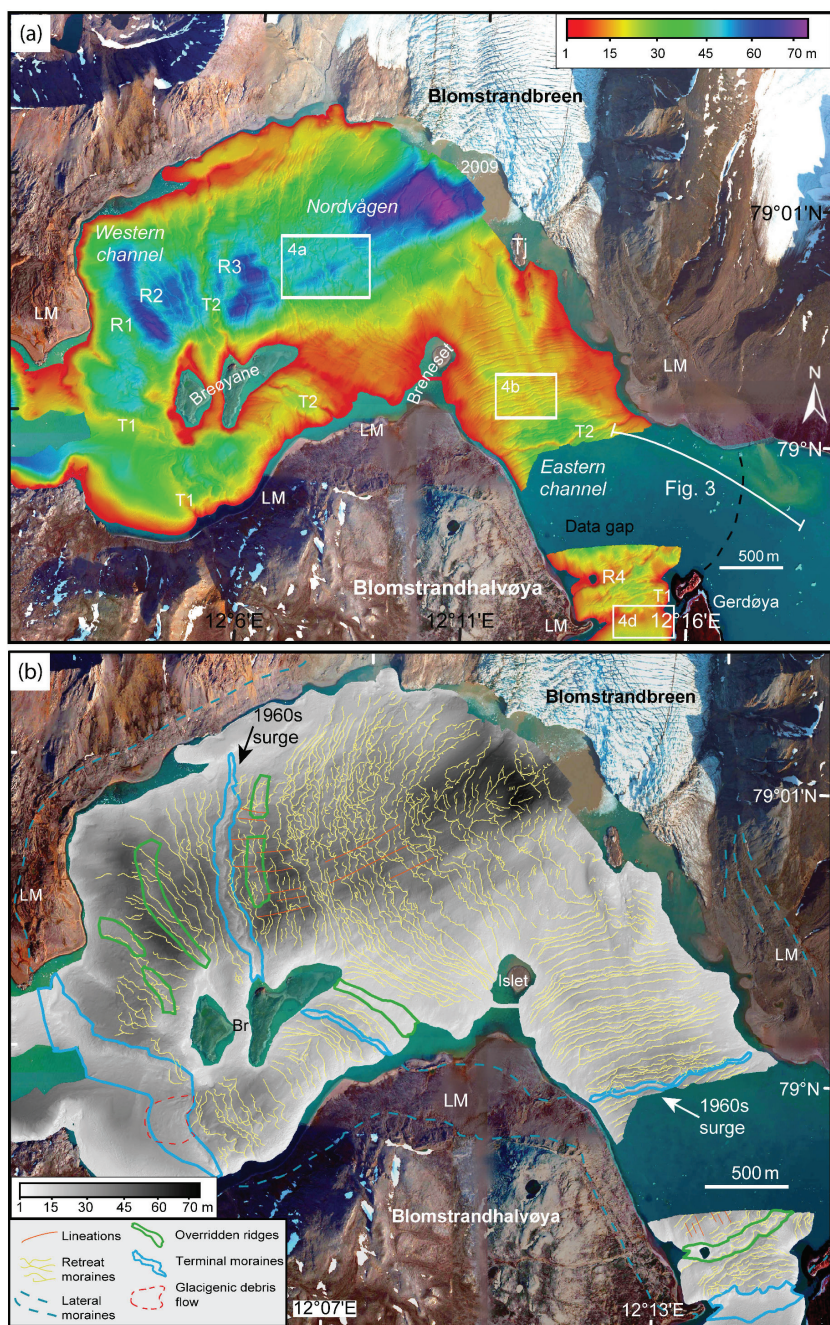 (a)
1 15 30 45 60 70 m
Blomstrandbreen
2009
79°01'N
Nordvågen
Western
channel
4a
Tj
LM
R3
R2
T2
R1
LM
N
Breøyane
Breneset
4b
T2
T2
T1
LM
79°N
Eastern
channel
Fig. 3
T1
LM
Data gap
500 m
R4
Blomstrandhalvøya
T1
Gerdøya
12°6'E
12°11'E
LM
4d
12°16'E
(b)
1960s
surge
Blomstrandbreen
79°01'N
LM
LM
Islet
Br
79°N
LM
1960s
surge
500 m
1 15 30 45 60 70 m
Blomstrandhalvøya
Lineations
Overridden ridges
Retreat
moraines
Terminal moraines
Lateral
moraines
Glacigenic debris
flow
12°07'E
12°13'E